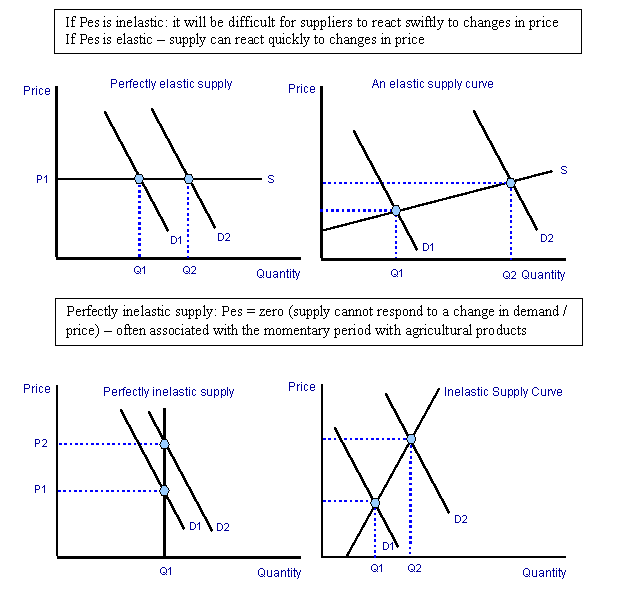 If Pes is inelastic: it will be difficult for suppliers to react swiftly to changes in price
If Pes is elastic – supply can react quickly to changes in price
Price
Perfectly elastic supply
P1
S
D1
D2
Q1
Q2
Quantity
Price
An elastic supply curve
S
D1
D2
Q1
Q2 Quantity
Perfectly inelastic supply: Pes = zero (supply cannot respond to a change in demand /
price) – often associated with the momentary period with agricultural products
Price
Perfectly inelastic supply
P2
P1
D1
D2
Q1
Quantity
Price
Inelastic Supply Curve
D2
D1
Q1
Q2
Quantity